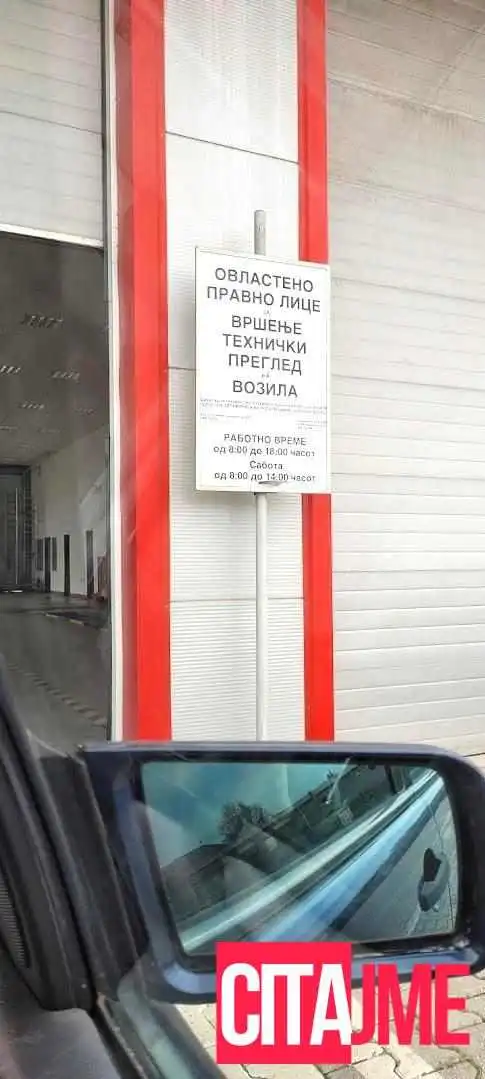 ОВЛАСТЕНО
ПРАВНО ЛИЦЕ
ВРШЕЊЕ
ТЕХНИЧКИ
ПРЕГЛЕД
на
ВОЗИЛА
РАБОТНО ВРЕМЕ
од 8:00 до 18:00 часот
Сабота
од 8:00 до 14:00 часот
CITAJME